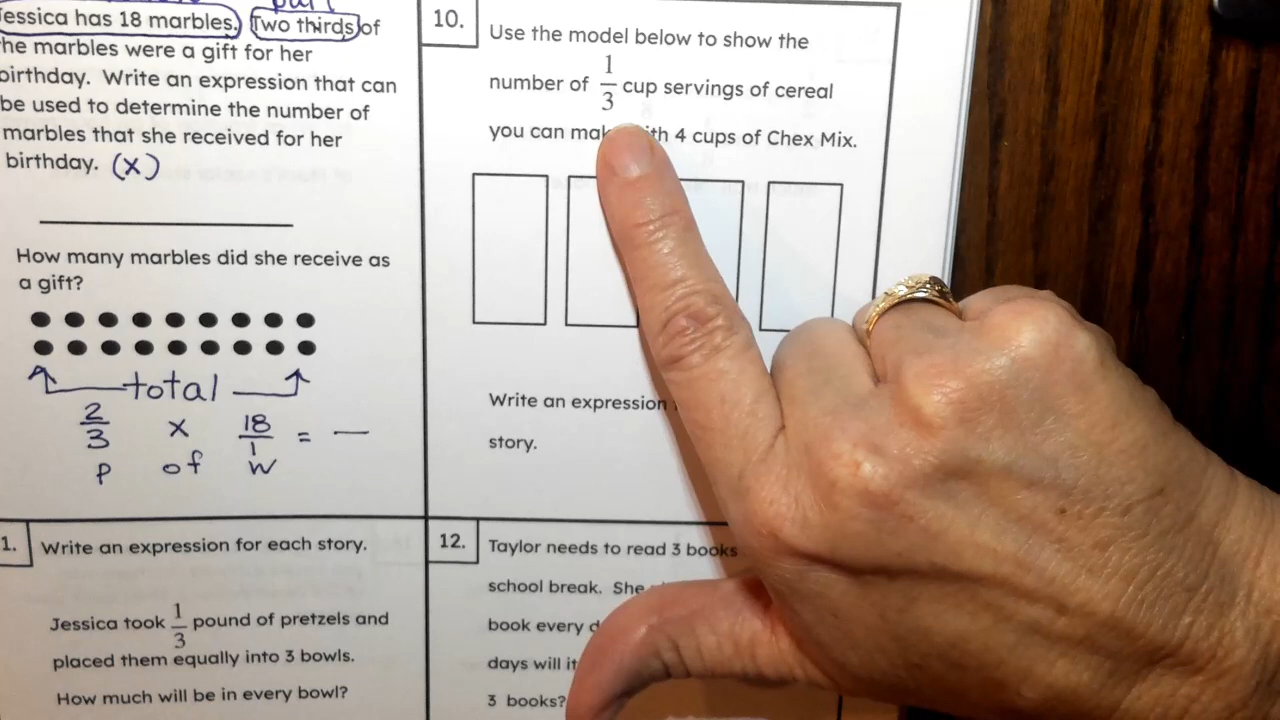 essica has 18 marbles. Two thirds of
he marbles were a gift for her
birthday. Write an expression that can
be used to determine the number of
marbles that she received for her
birthday. (x)
How many marbles did she receive as
a gift?
total
2/3 x 18/1 = —
P of W
10.
Use the model below to show the
number of 1/3 cup servings of cereal
you can 4 cups of Chex Mix.
Write an expression
story.
1.
Write an expression for each story.
Jessica took 1/3 pound of pretzels and
placed them equally into 3 bowls.
How much will be in every bowl?
12.
Taylor needs to read 3 books
school break. She
book every
days will
3 books?